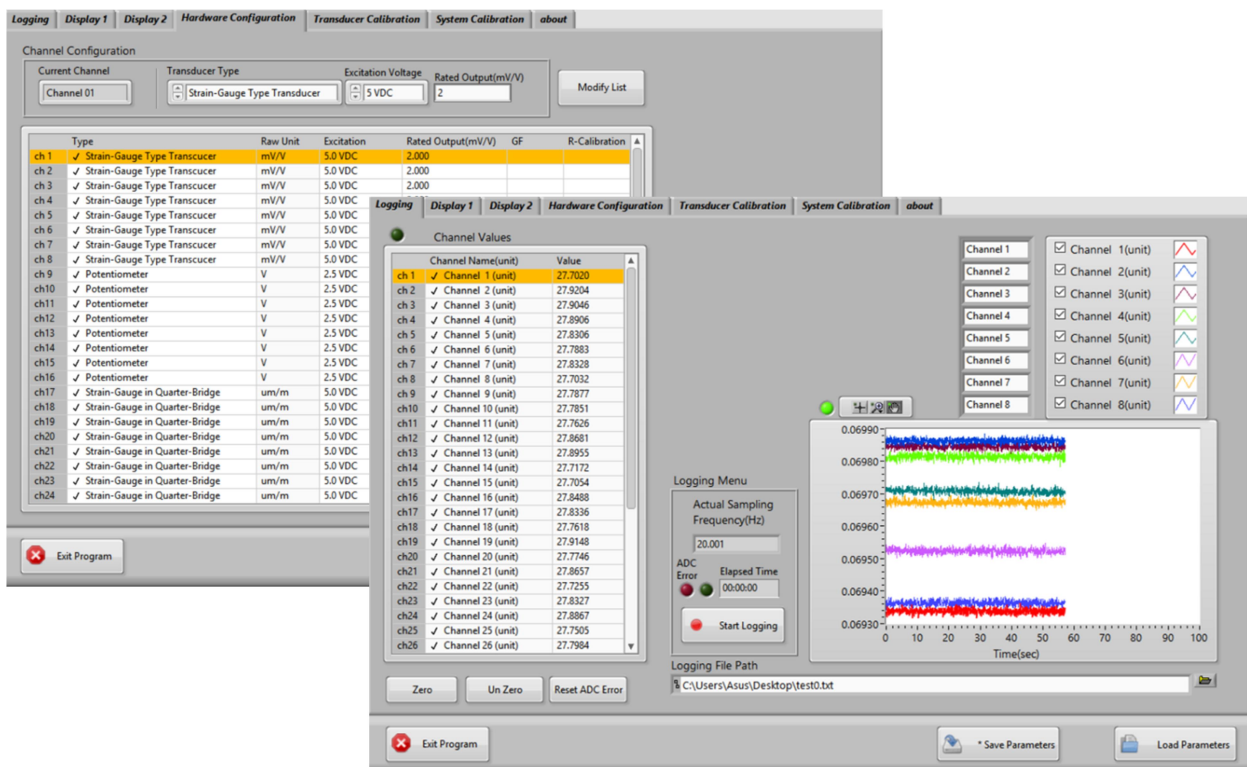 Logging Display 1 Display 2 Hardware Configuration Transducer Calibration System Calibration about
Channel Configuration
Current Channel Transducer Type Excitation Voltage Rated Output(mV/V)
Channel 01 Strain-Gauge Type Transducer 5 VDC 2 Modify List
Type Raw Unit Excitation Rated Output(mV/V) GF R-Calibration
ch 1 ✓ Strain-Gauge Type Transcucer mV/V 5.0 VDC 2.000
ch 2 ✓ Strain-Gauge Type Transcucer mV/V 5.0 VDC 2.000
ch 3 ✓ Strain-Gauge Type Transcucer mV/V 5.0 VDC 2.000
ch 4 ✓ Strain-Gauge Type Transcucer mV/V 5.0 VDC
ch 5 ✓ Strain-Gauge Type Transcucer mV/V 5.0 VDC
ch 6 ✓ Strain-Gauge Type Transcucer mV/V 5.0 VDC
ch 7 ✓ Strain-Gauge Type Transcucer mV/V 5.0 VDC
ch 8 ✓ Strain-Gauge Type Transcucer mV/V 5.0 VDC
ch 9 ✓ Potentiometer V 2.5 VDC
ch10 ✓ Potentiometer V 2.5 VDC
ch11 ✓ Potentiometer V 2.5 VDC
ch12 ✓ Potentiometer V 2.5 VDC
ch13 ✓ Potentiometer V 2.5 VDC
ch14 ✓ Potentiometer V 2.5 VDC
ch15 ✓ Potentiometer V 2.5 VDC
ch16 ✓ Potentiometer V 2.5 VDC
ch17 ✓ Strain-Gauge in Quarter-Bridge um/m 5.0 VDC
ch18 ✓ Strain-Gauge in Quarter-Bridge um/m 5.0 VDC
ch19 ✓ Strain-Gauge in Quarter-Bridge um/m 5.0 VDC
ch20 ✓ Strain-Gauge in Quarter-Bridge um/m 5.0 VDC
ch21 ✓ Strain-Gauge in Quarter-Bridge um/m 5.0 VDC
ch22 ✓ Strain-Gauge in Quarter-Bridge um/m 5.0 VDC
ch23 ✓ Strain-Gauge in Quarter-Bridge um/m 5.0 VDC
ch24 ✓ Strain-Gauge in Quarter-Bridge um/m 5.0 VDC
Exit Program
Logging Display 1 Display 2 Hardware Configuration Transducer Calibration System Calibration about
Channel Values
Channel Name(unit) Value
ch 1 ✓ Channel 1 (unit) 27.7020
ch 2 ✓ Channel 2 (unit) 27.9204
ch 3 ✓ Channel 3 (unit) 27.9046
ch 4 ✓ Channel 4 (unit) 27.8906
ch 5 ✓ Channel 5 (unit) 27.8306
ch 6 ✓ Channel 6 (unit) 27.7883
ch 7 ✓ Channel 7 (unit) 27.8328
ch 8 ✓ Channel 8 (unit) 27.7032
ch 9 ✓ Channel 9 (unit) 27.7877
ch10 ✓ Channel 10 (unit) 27.7851
ch11 ✓ Channel 11 (unit) 27.7626
ch12 ✓ Channel 12 (unit) 27.8681
ch13 ✓ Channel 13 (unit) 27.8955
ch14 ✓ Channel 14 (unit) 27.7172
ch15 ✓ Channel 15 (unit) 27.7054
ch16 ✓ Channel 16 (unit) 27.8488
ch17 ✓ Channel 17 (unit) 27.8336
ch18 ✓ Channel 18 (unit) 27.7618
ch19 ✓ Channel 19 (unit) 27.9148
ch20 ✓ Channel 20 (unit) 27.7746
ch21 ✓ Channel 21 (unit) 27.8657
ch22 ✓ Channel 22 (unit) 27.7255
ch23 ✓ Channel 23 (unit) 27.8327
ch24 ✓ Channel 24 (unit) 27.8867
ch25 ✓ Channel 25 (unit) 27.7505
ch26 ✓ Channel 26 (unit) 27.7984
Zero Un Zero Reset ADC Error
Channel 1 Channel 1(unit)
Channel 2 Channel 2(unit)
Channel 3 Channel 3(unit)
Channel 4 Channel 4(unit)
Channel 5 Channel 5(unit)
Channel 6 Channel 6(unit)
Channel 7 Channel 7(unit)
Channel 8 Channel 8(unit)
0.06990
0.06980
0.06970
0.06960
0.06950
0.06940
0.06930
0 10 20 30 40 50 60 70 80 90 100
Time(sec)
Logging Menu
Actual Sampling
Frequency(Hz)
20.001
ADC
Error Elapsed Time
00:00:00
Start Logging
Logging File Path
C:\Users\Asus\Desktop\test0.txt
Exit Program * Save Parameters Load Parameters